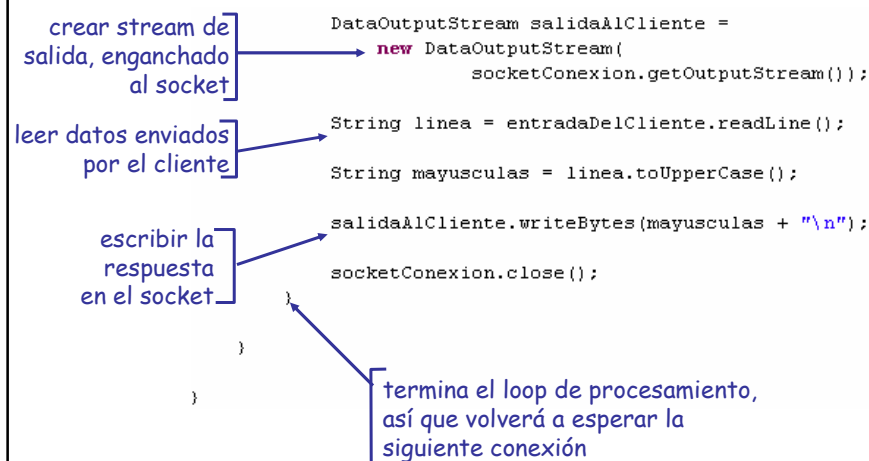 crear stream de
salida, enganchado
al socket
DataOutputStream salidaAlCliente =
new DataOutputStream(
socketConexion.getOutputStream());
leer datos enviados
por el cliente
String linea = entradaDelCliente.readLine();
String mayusculas = linea.toUpperCase();
escribir la
respuesta
en el socket
salidaAlCliente.writeBytes(mayusculas + "\n");
socketConexion.close();
}
}
}
termina el loop de procesamiento,
así que volverá a esperar la
siguiente conexión